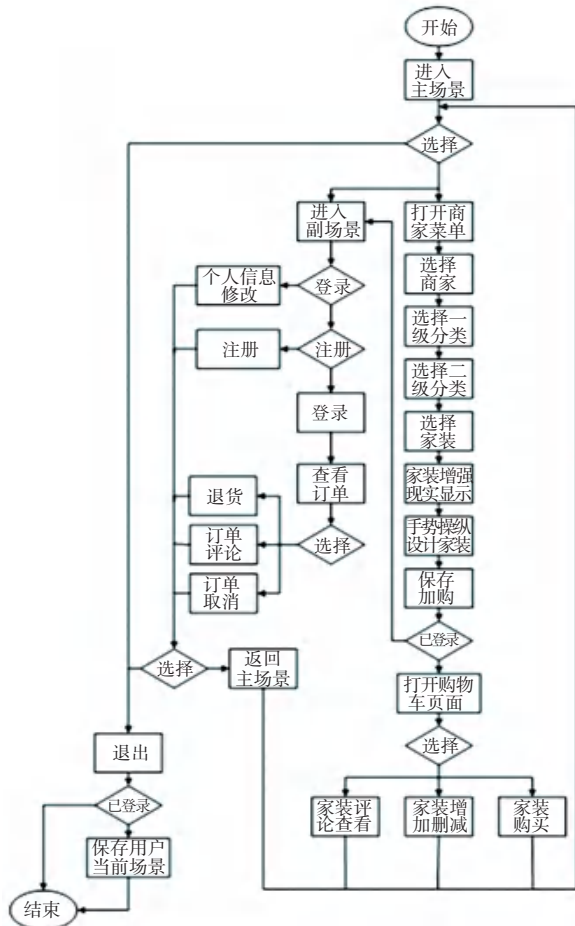 开始
进入
主场景
选择
进入
副场景
打开商
家菜单
选择
商家
个人信息
修改
登录
选择一
级分类
注册
注册
选择二
级分类
登录
选择
家装
查看
订单
家装增强
现实显示
退货
手势操纵
设计家装
订单
评论
选择
订单
取消
保存
加购
已登录
选择
返回
主场景
打开购物
车页面
退出
选择
已登录
家装评
论查看
家装增
加删减
家装
购买
保存用户
当前场景
结束